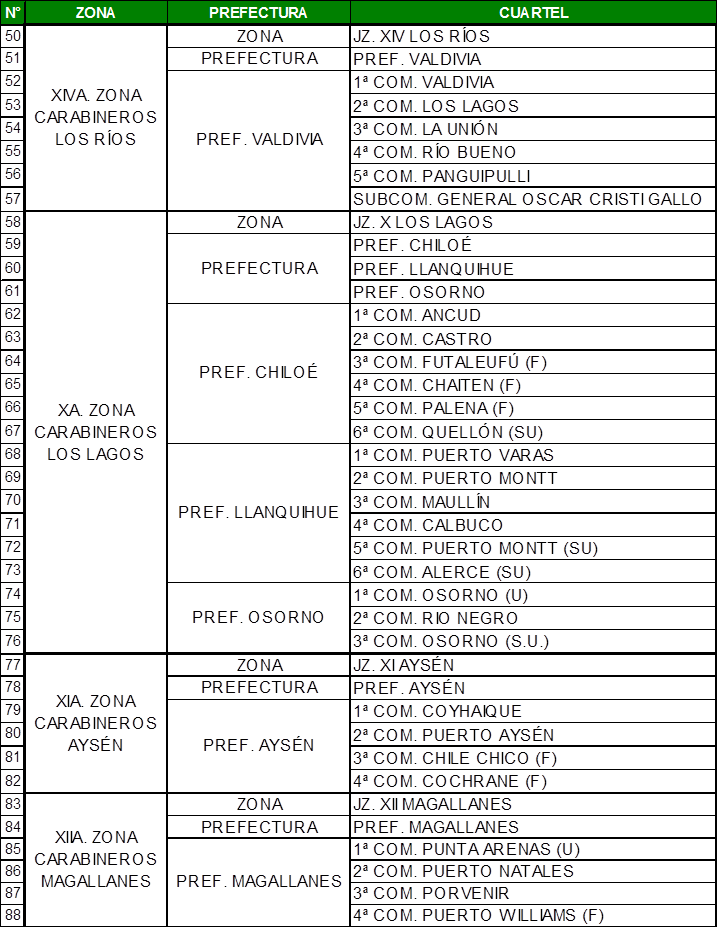 N° ZONA PREFECTURA CUARTEL
50 XIVA. ZONA CARABINEROS LOS RÍOS ZONA JZ. XIV LOS RÍOS
51 PREFECTURA PREF. VALDIVIA
52 PREF. VALDIVIA 1ª COM. VALDIVIA
53 2ª COM. LOS LAGOS
54 3ª COM. LA UNIÓN
55 4ª COM. RÍO BUENO
56 5ª COM. PANGUIPULLI
57 SUBCOM. GENERAL OSCAR CRISTI GALLO
58 XA. ZONA CARABINEROS LOS LAGOS ZONA JZ. X LOS LAGOS
59 PREFECTURA PREF. CHILOÉ
60 PREF. LLANQUIHUE
61 PREF. OSORNO
62 PREF. CHILOÉ 1ª COM. ANCUD
63 2ª COM. CASTRO
64 3ª COM. FUTALEUFÚ (F)
65 4ª COM. CHAITEN (F)
66 5ª COM. PALENA (F)
67 6ª COM. QUELLÓN (SU)
68 PREF. LLANQUIHUE 1ª COM. PUERTO VARAS
69 2ª COM. PUERTO MONTT
70 3ª COM. MAULLÍN
71 4ª COM. CALBUCO
72 5ª COM. PUERTO MONTT (SU)
73 6ª COM. ALERCE (SU)
74 PREF. OSORNO 1ª COM. OSORNO (U)
75 2ª COM. RIO NEGRO
76 3ª COM. OSORNO (S.U.)
77 XIA. ZONA CARABINEROS AYSÉN ZONA JZ. XI AYSÉN
78 PREFECTURA PREF. AYSÉN
79 PREF. AYSÉN 1ª COM. COYHAIQUE
80 2ª COM. PUERTO AYSÉN
81 3ª COM. CHILE CHICO (F)
82 4ª COM. COCHRANE (F)
83 XIIA. ZONA CARABINEROS MAGALLANES ZONA JZ. XII MAGALLANES
84 PREFECTURA PREF. MAGALLANES
85 PREF. MAGALLANES 1ª COM. PUNTA ARENAS (U)
86 2ª COM. PUERTO NATALES
87 3ª COM. PORVENIR
88 4ª COM. PUERTO WILLIAMS (F)